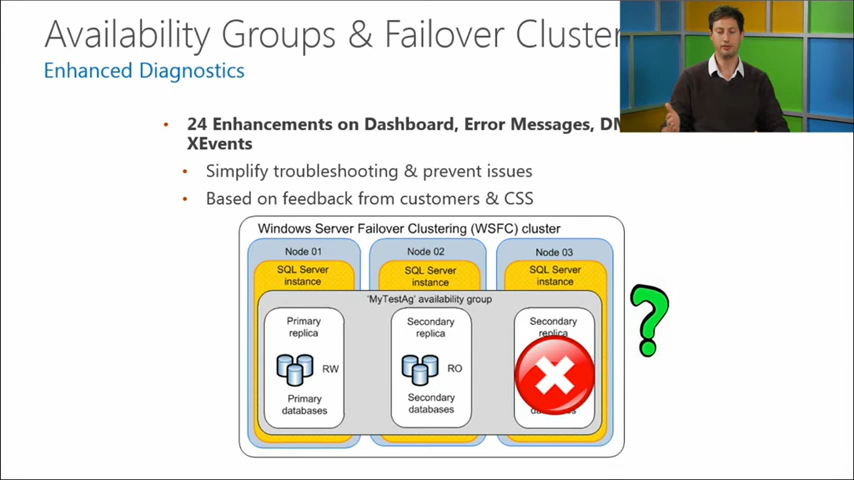 Availability Groups & Failover Cluster
Enhanced Diagnostics
• 24 Enhancements on Dashboard, Error Messages,
XEvents
• Simplify troubleshooting & prevent issues
• Based on feedback from customers & CSS
Windows Server Failover Clustering (WSFC) cluster
Node 01
Node 02
Node 03
SQL Server
instance
SQL Server
instance
SQL Server
instance
'MyTestAg' availability group
Primary
replica
RW
Primary
databases
Secondary
replica
RO
Secondary
databases
Secondary
replica
?